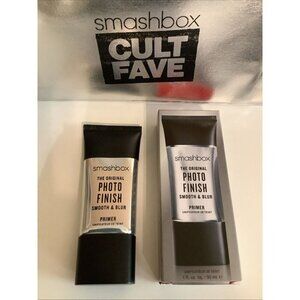 smashbox
CULT
FAVE
smashbox
THE ORIGINAL
PHOTO
FINISH
SMOOTH & BLUR
PRIMER
smashbox
THE ORIGINAL
PHOTO
FINISH
SMOOTH & BLUR
PRIMER